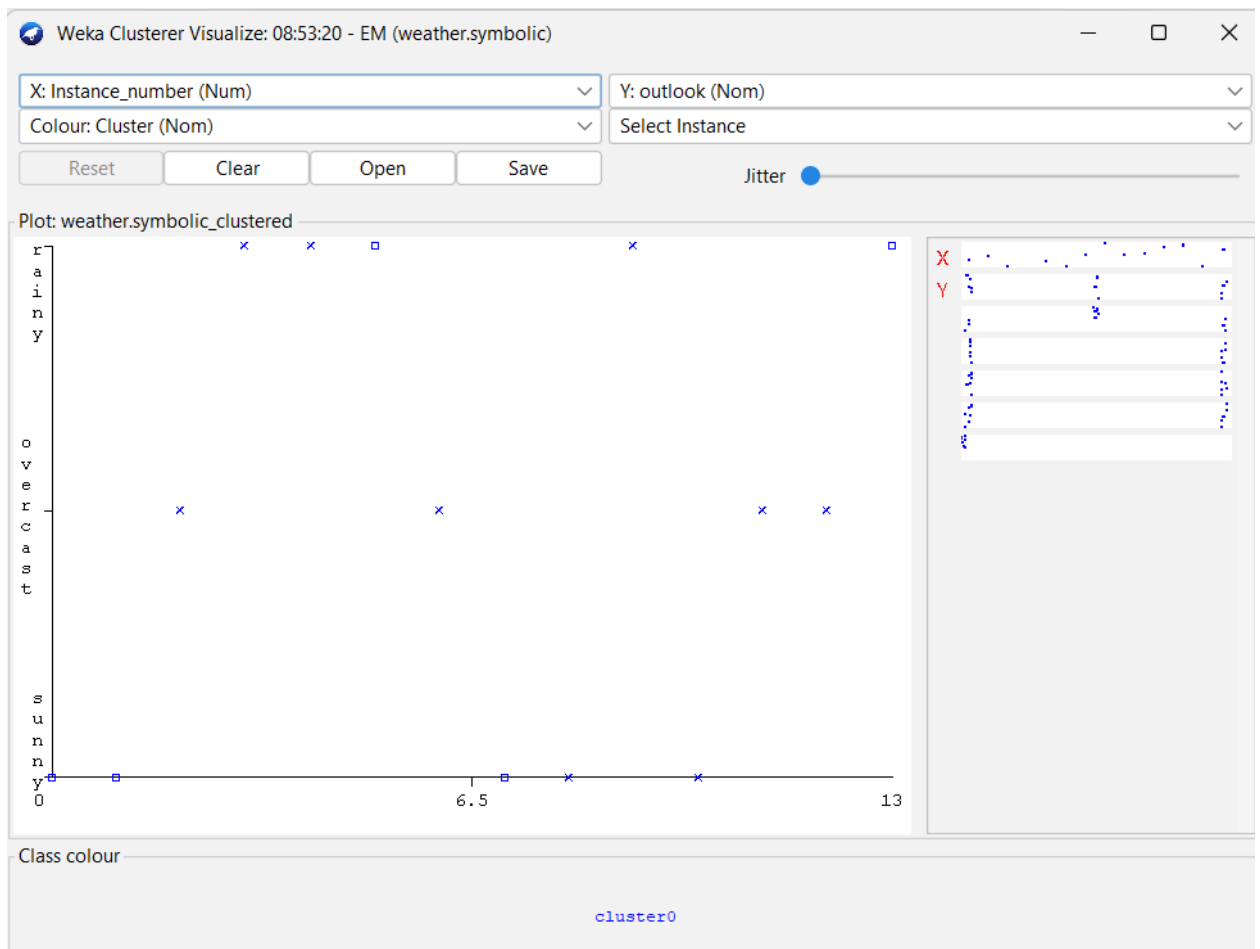 Weka Clusterer Visualize: 08:53:20 - EM (weather.symbolic)
X: Instance_number (Num)
Y: outlook (Nom)
Colour: Cluster (Nom)
Select Instance
Reset
Clear
Open
Save
Jitter
Plot: weather.symbolic_clustered
rainy
overcast
sunny
0
6.5
13
X
Y
Class colour
cluster0